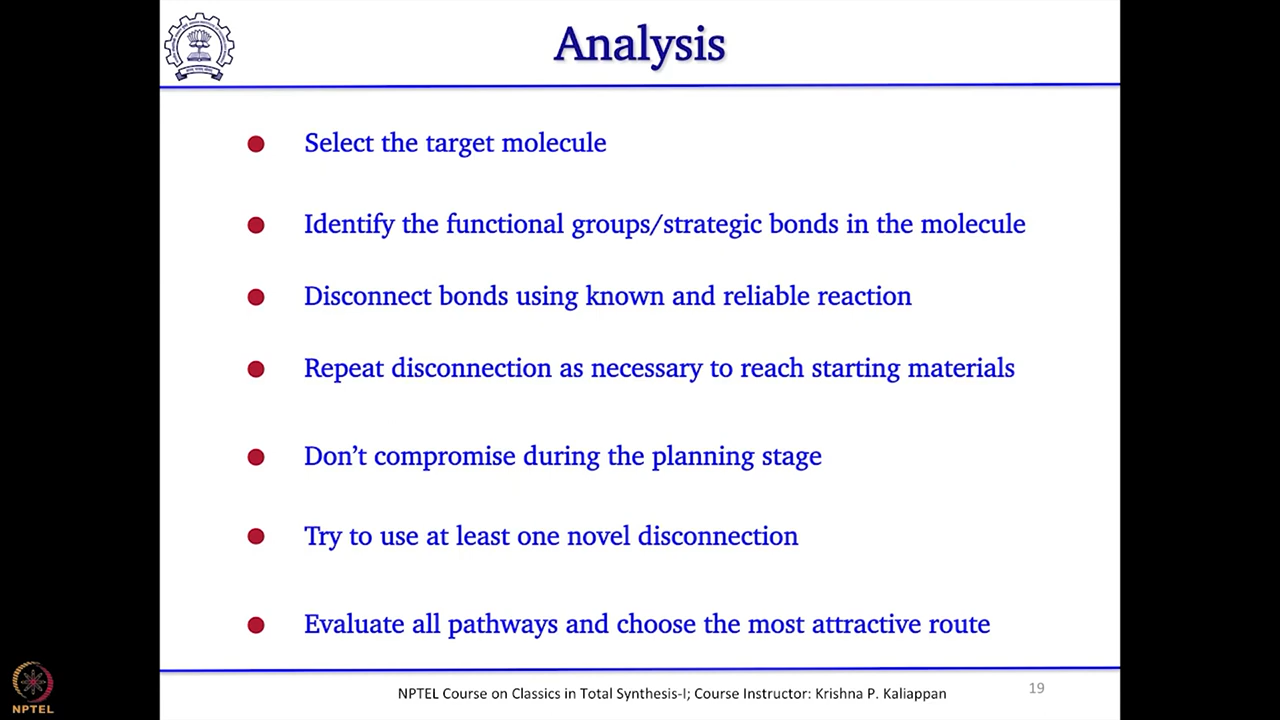 Analysis
Select the target molecule
Identify the functional groups/strategic bonds in the molecule
Disconnect bonds using known and reliable reaction
Repeat disconnection as necessary to reach starting materials
Don’t compromise during the planning stage
Try to use at least one novel disconnection
Evaluate all pathways and choose the most attractive route
NPTEL Course on Classics in Total Synthesis-I; Course Instructor: Krishna P. Kaliappan
19
NPTEL